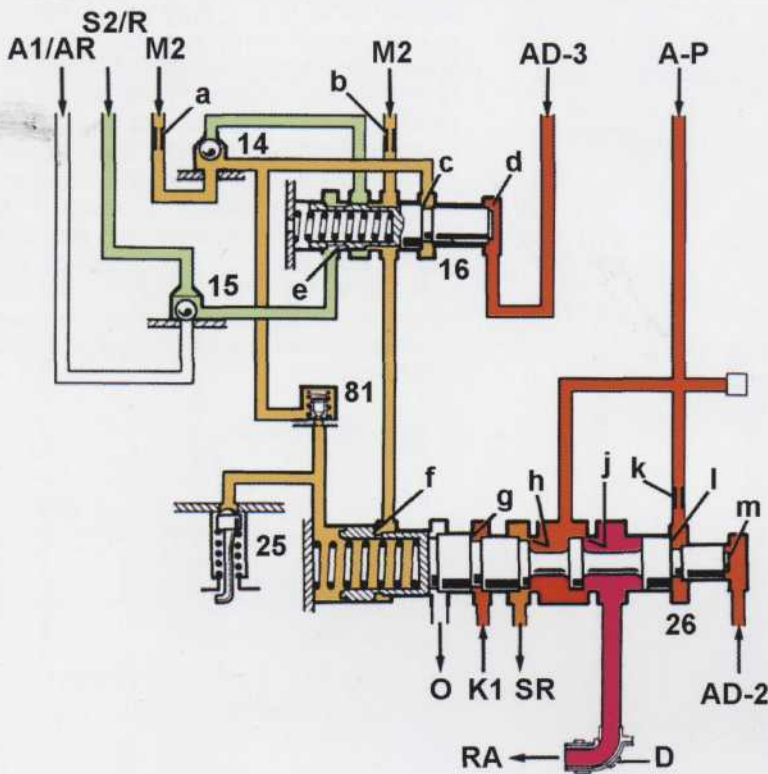 S2/R
A1/AR M2 M2 AD-3 A-P
a b
14
c d
16
e
15
81
f g h j k l m
25
26
O K1 SR AD-2
RA D